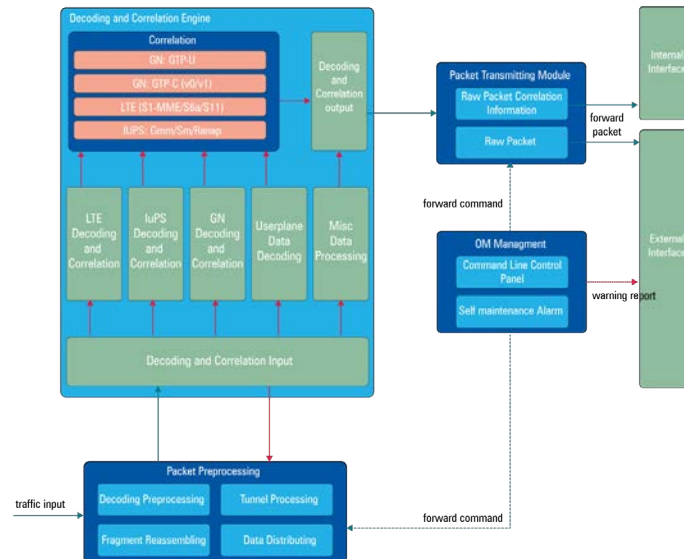 Decoding and Correlation Engine
Correlation
GN: GTP-U
GN: GTP-C (v0/v1)
LTE (S1-MME/S6a/S11)
IUPS: Gmm/Sm/Ranap
Decoding
and
Correlation
output
LTE
Decoding
and
Correlation
IuPS
Decoding
and
Correlation
GN
Decoding
and
Correlation
Userplane
Data
Decoding
Misc
Data
Processing
Decoding and Correlation Input
Packet Transmitting Module
Raw Packet Correlation
Information
Raw Packet
forward
packet
Internal
Interface
External
Interface
forward command
OM Managment
Command Line Control
Panel
Self maintenance Alarm
warning report
Packet Preprocessing
Decoding Preprocessing
Tunnel Processing
Fragment Reassembling
Data Distributing
traffic input
forward command